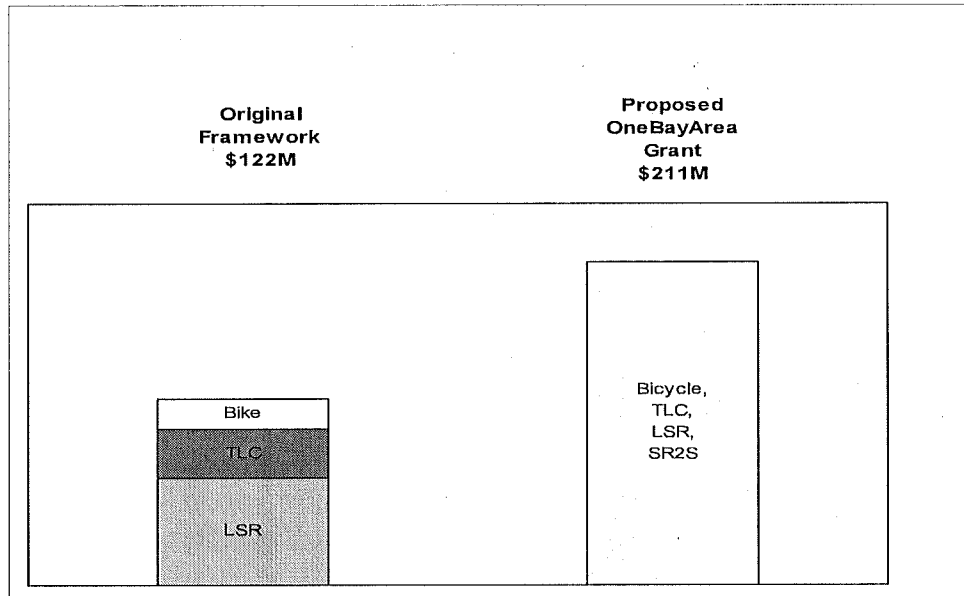 Original
Framework
$122M
Proposed
OneBayArea
Grant
$211M
Bike
TLC
LSR
Bicycle,
TLC,
LSR,
SR2S